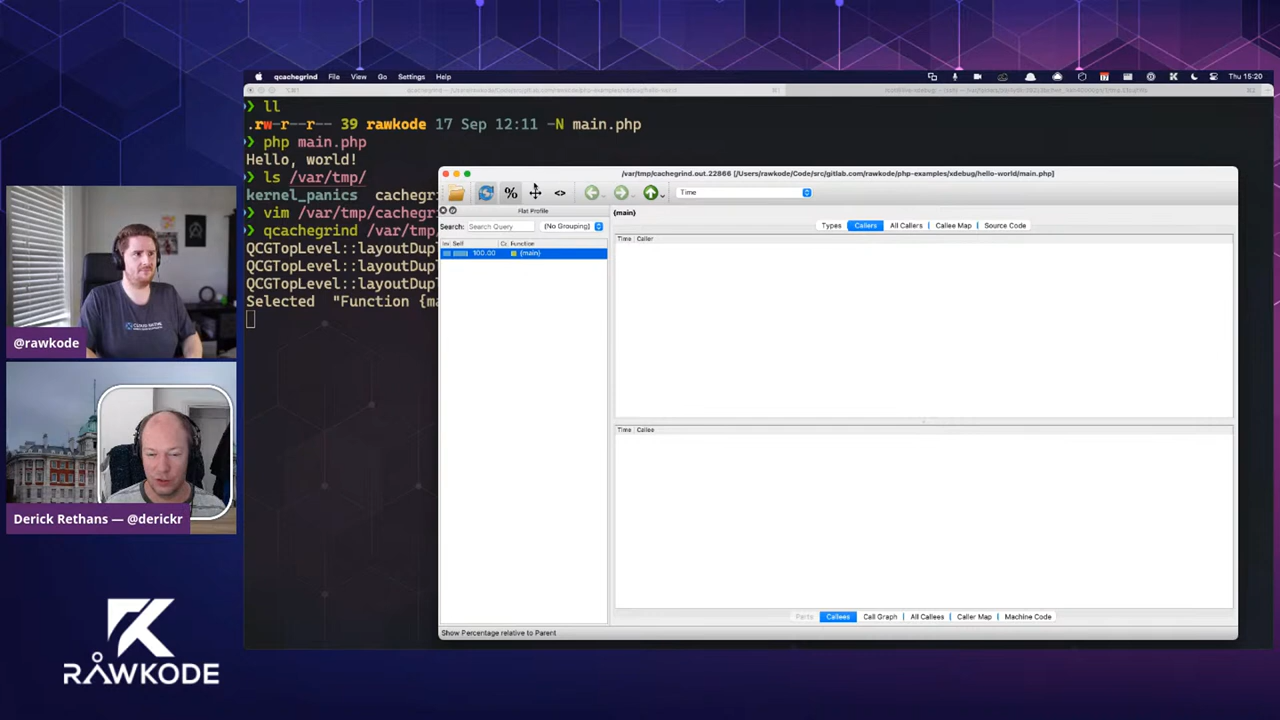 qcachegrind File View Go Settings Help
Thu 15:20
❯ ll
.rw-r--r-- 39 rawkode 17 Sep 12:11 -N main.php
❯ php main.php
Hello, world!
❯ ls /var/tmp/
kernel_panics cachegr
❯ vim /var/tmp/cachegri
❯ qcachegrind /var/tmp,
QCGTopLevel::layoutDup
QCGTopLevel::layoutDup
QCGTopLevel::layoutDup
Selected "Function {ma
/var/tmp/cachegrind.out.22866 [/Users/rawkode/Code/src/gitlab.com/rawkode/php-examples/xdebug/hello-world/main.php]
% <> Time
Flat Profile
Search: Search Query (No Grouping)
Self Function
100.00 {main}
{main}
Types Callers All Callers Callee Map Source Code
Time Caller
Time Callee
Parts Callees Call Graph All Callees Caller Map Machine Code
Show Percentage relative to Parent
CLOUD NATIVE
@rawkode
Derick Rethans — @derickr
RAWKODE